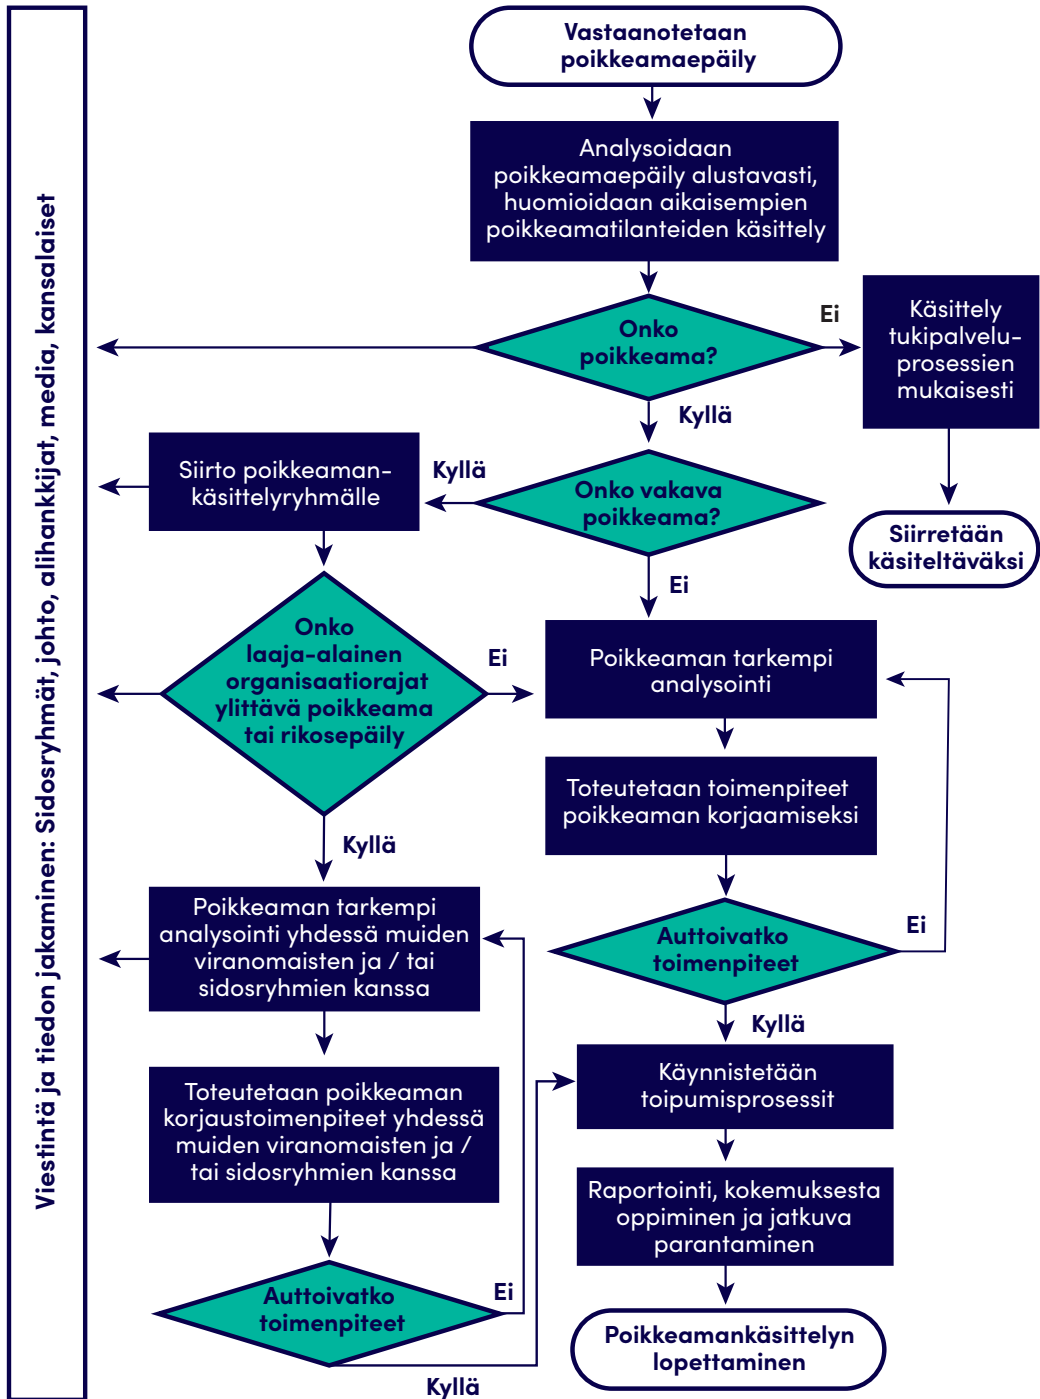 Viestintä ja tiedon jakaminen: Sidosryhmät, johto, alihankkijat, media, kansalaiset
Vastaanotetaan
poikkeamaepäily
Analysoidaan
poikkeamaepäily alustavasti,
huomioidaan aikaisempien
poikkeamatilanteiden käsittely
Onko
poikkeama?
Ei
Käsittely
tukipalvelu-
prosessien
mukaisesti
Kyllä
Siirretään
käsiteltäväksi
Onko vakava
poikkeama?
Kyllä
Siirto poikkeaman-
käsittelyryhmälle
Ei
Onko
laaja-alainen
organisaatiorajat
ylittävä poikkeama
tai rikosepäily
Ei
Poikkeaman tarkempi
analysointi
Toteutetaan toimenpiteet
poikkeaman korjaamiseksi
Kyllä
Auttoivatko
toimenpiteet
Ei
Poikkeaman tarkempi
analysointi yhdessä muiden
viranomaisten ja / tai
sidosryhmien kanssa
Kyllä
Käynnistetään
toipumisprosessit
Toteutetaan poikkeaman
korjaustoimenpiteet yhdessä
muiden viranomaisten ja /
tai sidosryhmien kanssa
Raportointi, kokemuksesta
oppiminen ja jatkuva
parantaminen
Auttoivatko
toimenpiteet
Ei
Kyllä
Poikkeamankäsittelyn
lopettaminen